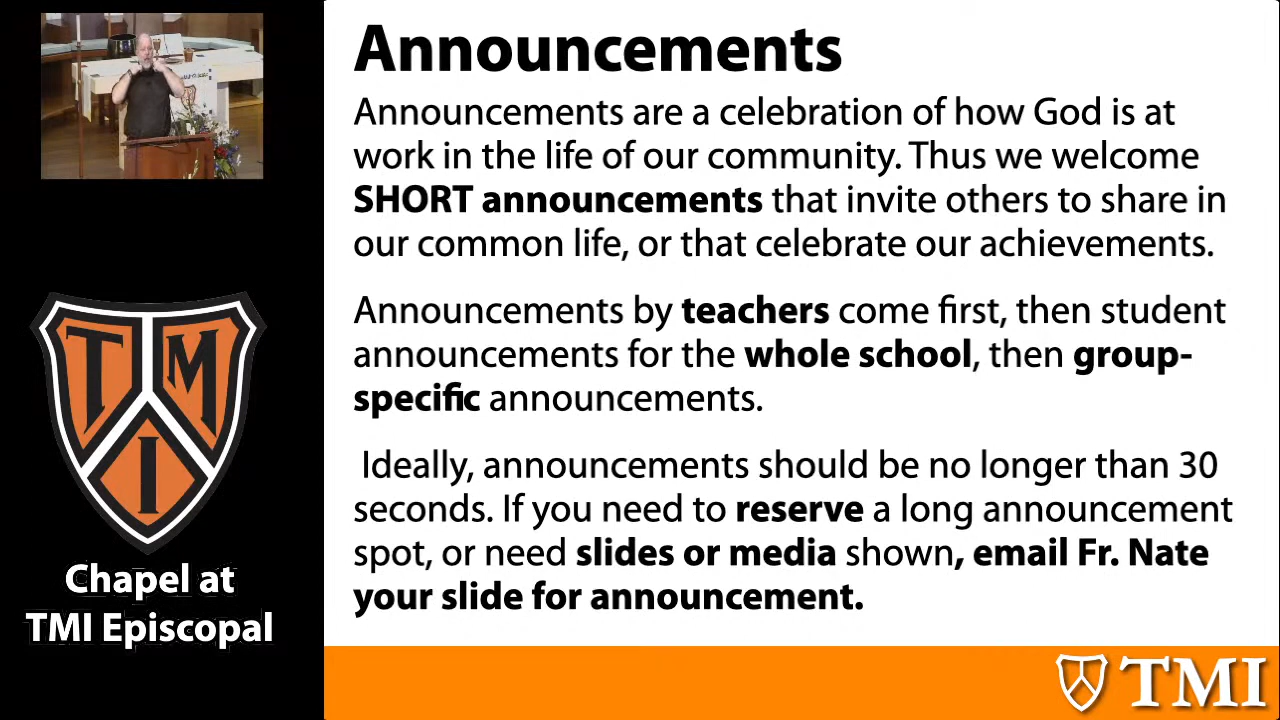 Announcements
Announcements are a celebration of how God is at
work in the life of our community. Thus we welcome
SHORT announcements that invite others to share in
our common life, or that celebrate our achievements.
Announcements by teachers come first, then student
announcements for the whole school, then group-
specific announcements.
Ideally, announcements should be no longer than 30
seconds. If you need to reserve a long announcement
spot, or need slides or media shown, email Fr. Nate
your slide for announcement.
T M
I
Chapel at
TMI Episcopal
TMI